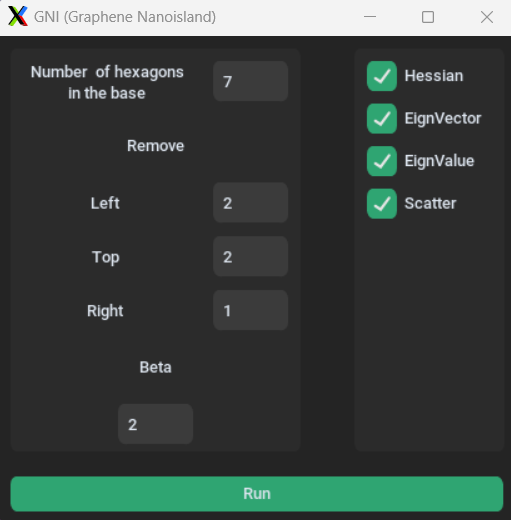 GNI (Graphene Nanoisland)
Number of hexagons
in the base
7
Remove
Left
2
Top
2
Right
1
Beta
2
Hessian
EignVector
EignValue
Scatter
Run